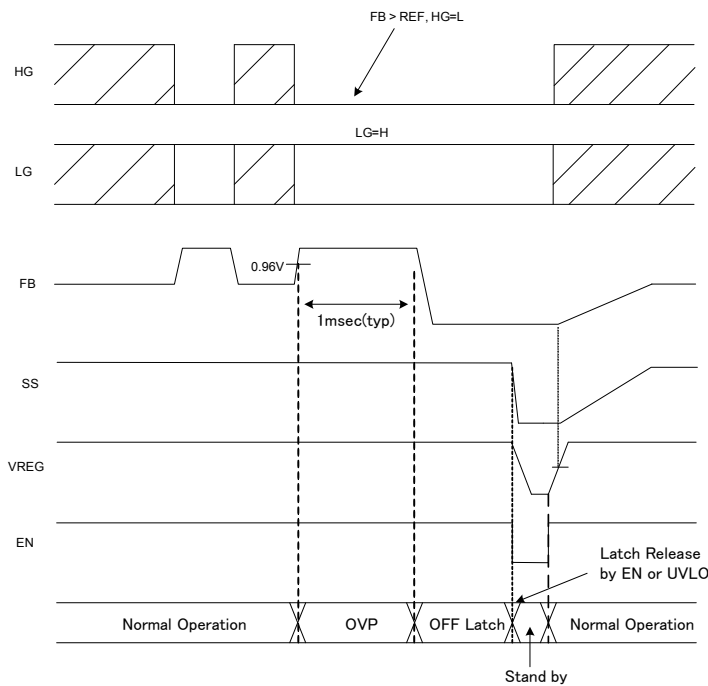 FB > REF, HG=L
HG
LG=H
LG
0.96V
FB
1msec(typ)
SS
VREG
EN
Latch Release
by EN or UVLO
Normal Operation
OVP
OFF Latch
Normal Operation
Stand by